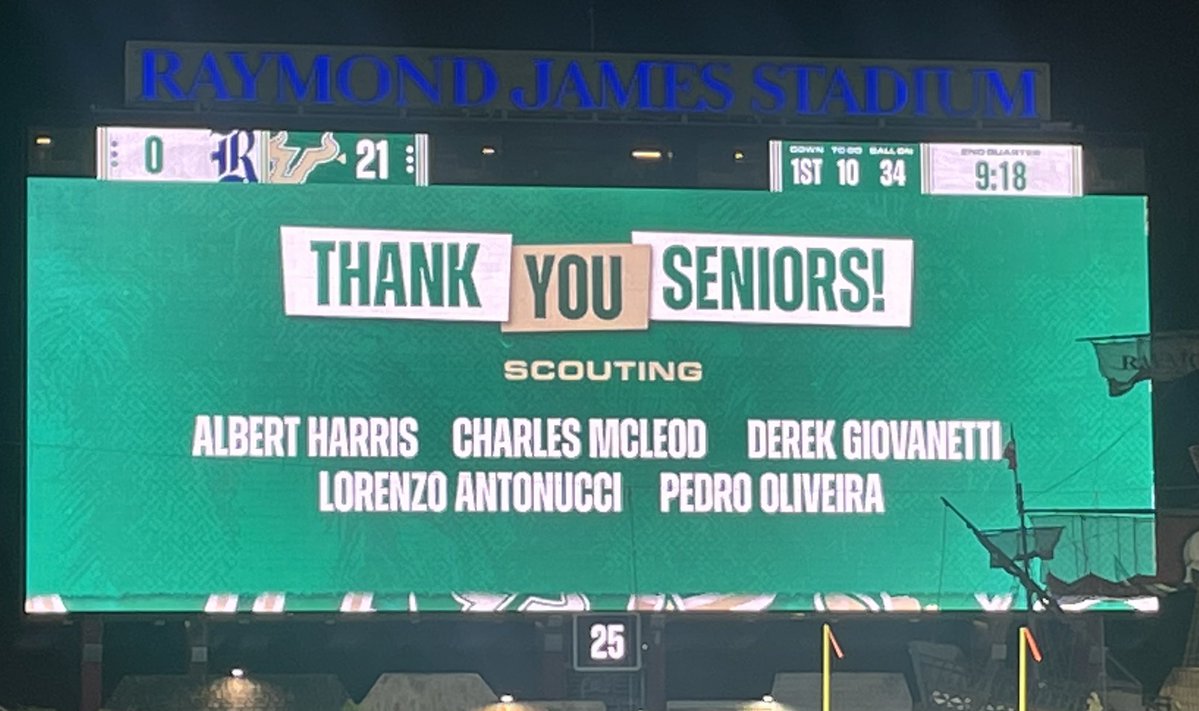 RAYMOND JAMES STADIUM
0 R 21
DOWN TO GO BALL ON
1ST 10 34
2ND QUARTER
9:18
THANK YOU SENIORS!
SCOUTING
ALBERT HARRIS CHARLES MCLEOD DEREK GIOVANETTI
LORENZO ANTONUCCI PEDRO OLIVEIRA
25